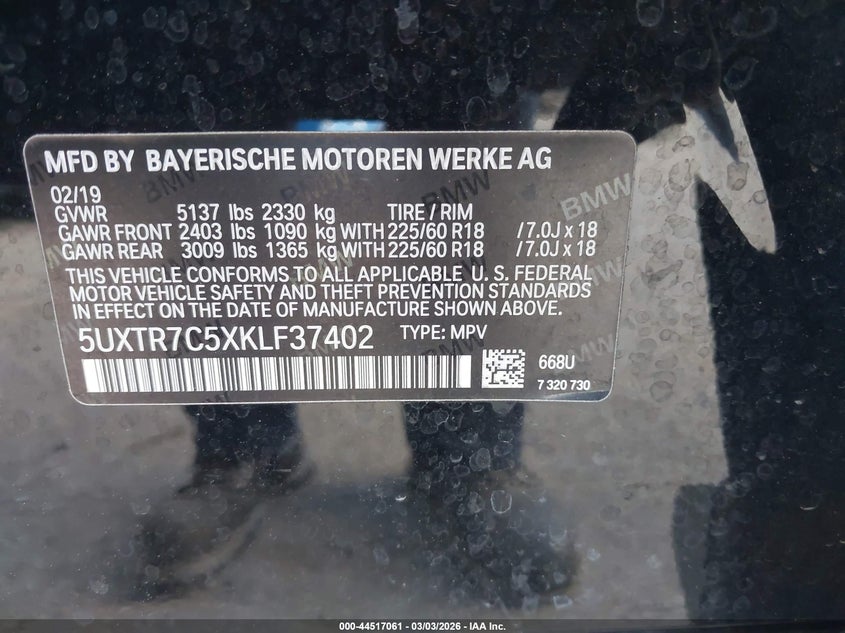 MFD BY BAYERISCHE MOTOREN WERKE AG
02/19
GVWR 5137 lbs 2330 kg TIRE / RIM
GAWR FRONT 2403 lbs 1090 kg WITH 225/60 R18 /7.0J x 18
GAWR REAR 3009 lbs 1365 kg WITH 225/60 R18 /7.0J x 18
THIS VEHICLE CONFORMS TO ALL APPLICABLE U. S. FEDERAL
MOTOR VEHICLE SAFETY AND THEFT PREVENTION STANDARDS
IN EFFECT ON THE DATE OF MANUFACTURE SHOWN ABOVE.
5UXTR7C5XKLF37402 TYPE: MPV
668U
7 320 730
000-44517061 | 03/03/2026 - IAA Inc.